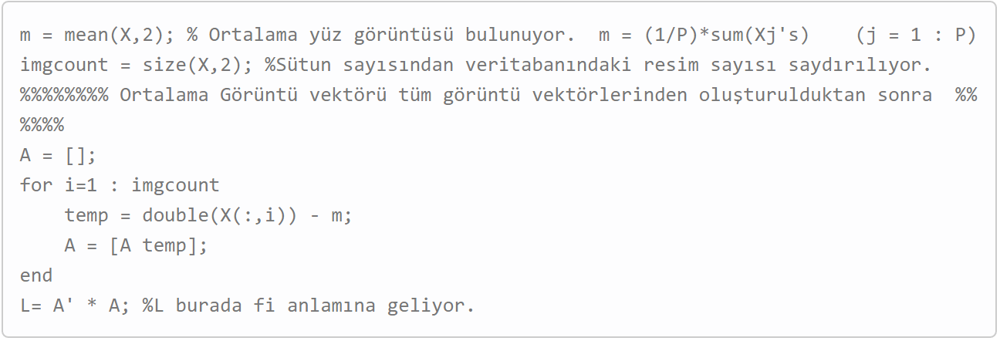 m = mean(X,2); % Ortalama yüz görüntüsü bulunuyor.  m = (1/P)*sum(Xj's)    (j = 1 : P)
imgcount = size(X,2); %Sütun sayısından veritabanındaki resim sayısı saydırılıyor.
%%%%%%%% Ortalama Görüntü vektörü tüm görüntü vektörlerinden oluşturulduktan sonra  %%
%%%%
A = [];
for i=1 : imgcount
    temp = double(X(:,i)) - m;
    A = [A temp];
end
L= A' * A; %L burada fi anlamına geliyor.